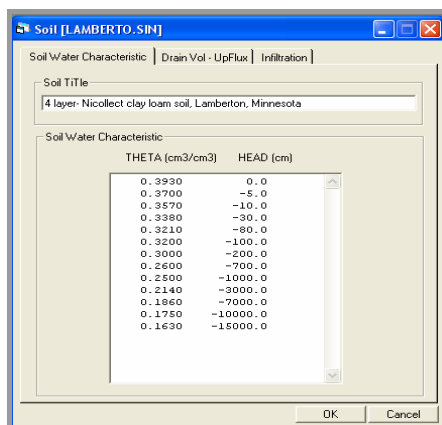 Soil [LAMBERTO.SIN]
Soil Water Characteristic Drain Vol - UpFlux Infiltration
Soil TiTle
4 layer- Nicollect clay loam soil, Lamberton, Minnesota
Soil Water Characteristic
THETA (cm3/cm3) HEAD (cm)
0.3930 0.0
0.3700 -5.0
0.3570 -10.0
0.3380 -30.0
0.3210 -80.0
0.3200 -100.0
0.3000 -200.0
0.2600 -700.0
0.2500 -1000.0
0.2140 -3000.0
0.1860 -7000.0
0.1750 -10000.0
0.1630 -15000.0
OK Cancel